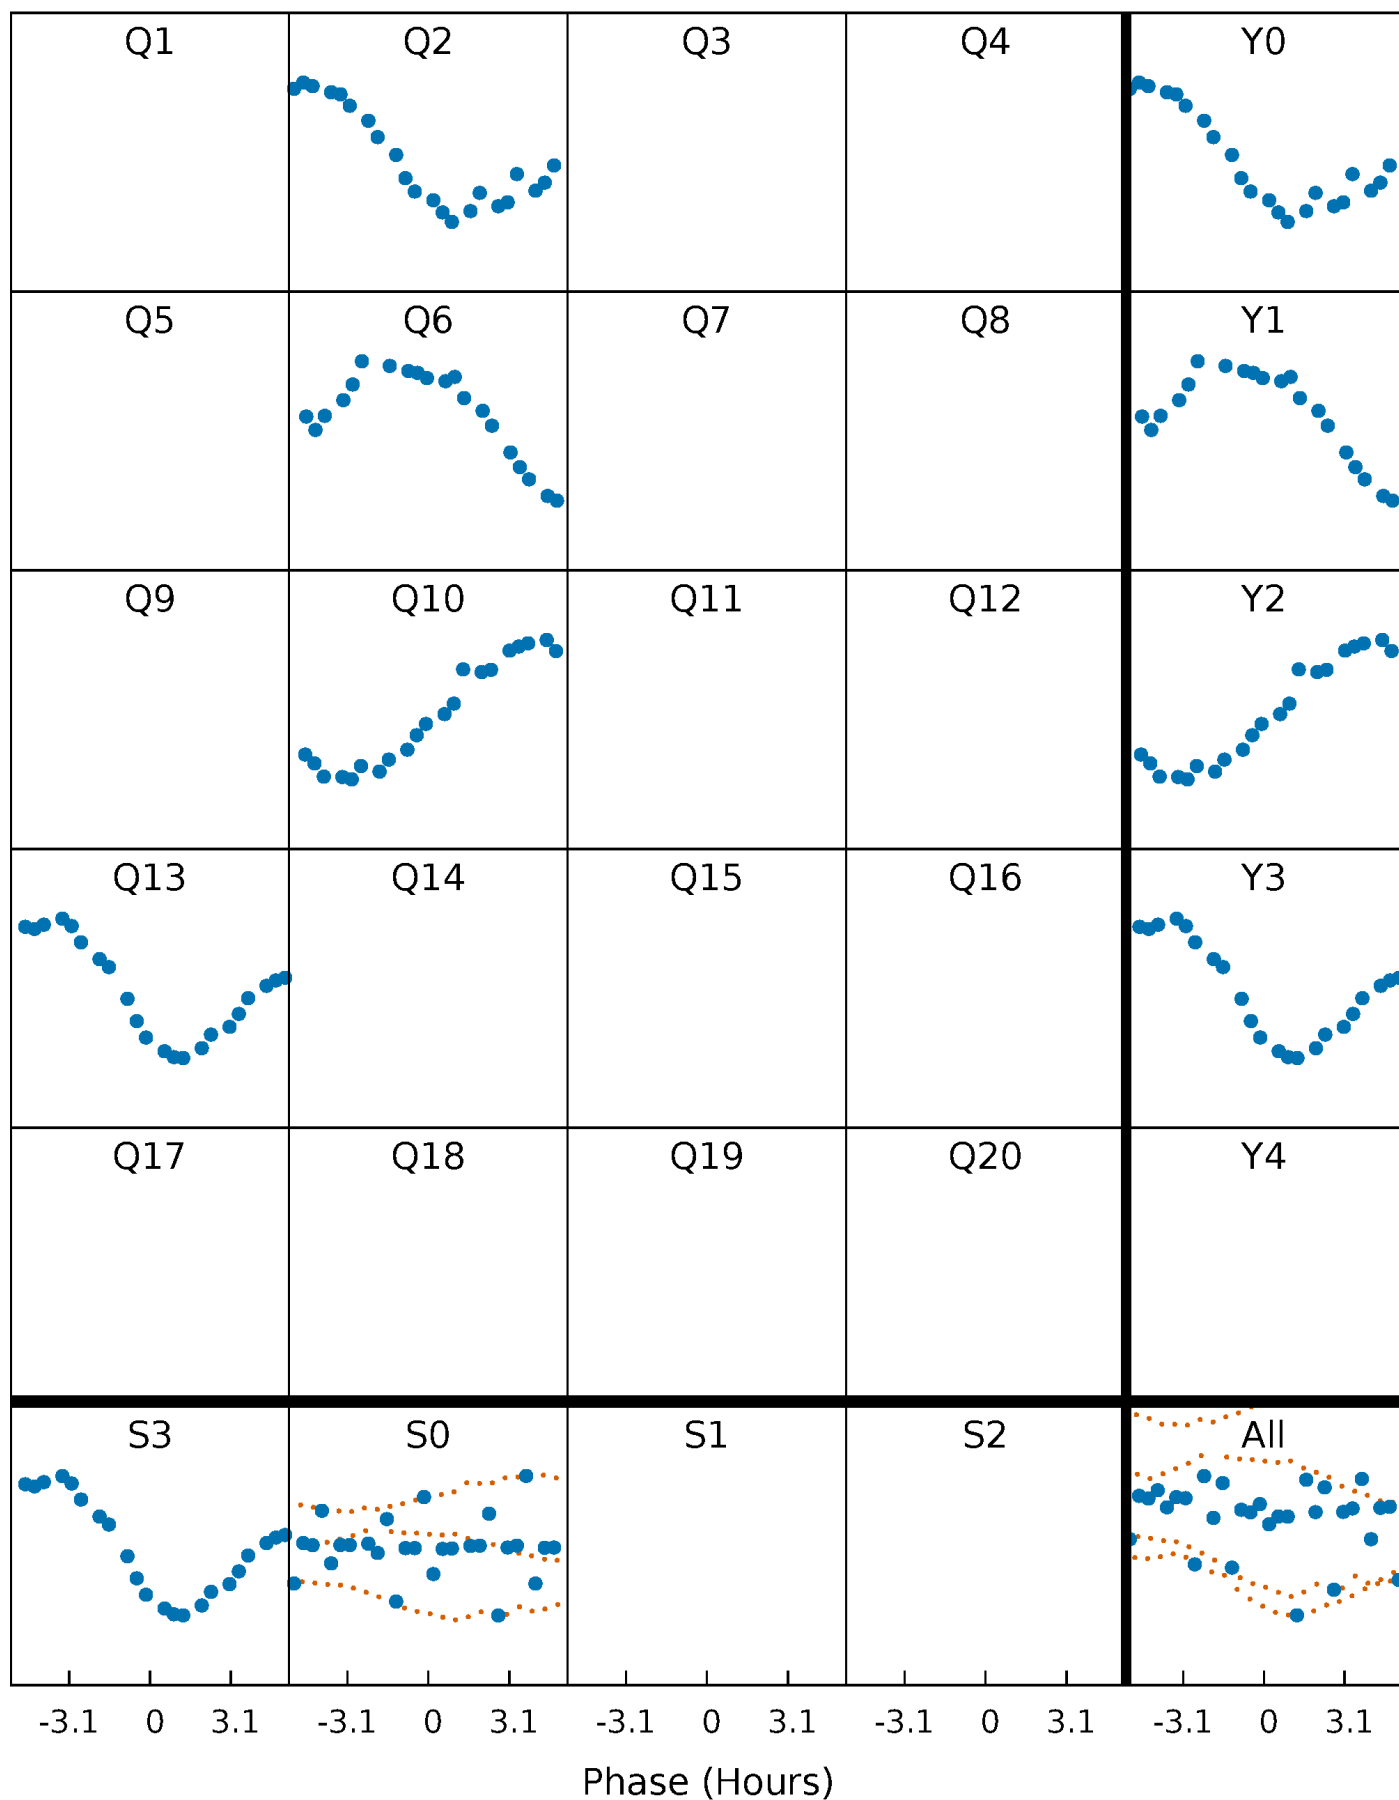 Q1 Q2 Q3 Q4 Y0
Q5 Q6 Q7 Q8 Y1
Q9 Q10 Q11 Q12 Y2
Q13 Q14 Q15 Q16 Y3
Q17 Q18 Q19 Q20 Y4
S3 S0 S1 S2 All
-3.1 0 3.1 -3.1 0 3.1 -3.1 0 3.1 -3.1 0 3.1 -3.1 0 3.1
Phase (Hours)